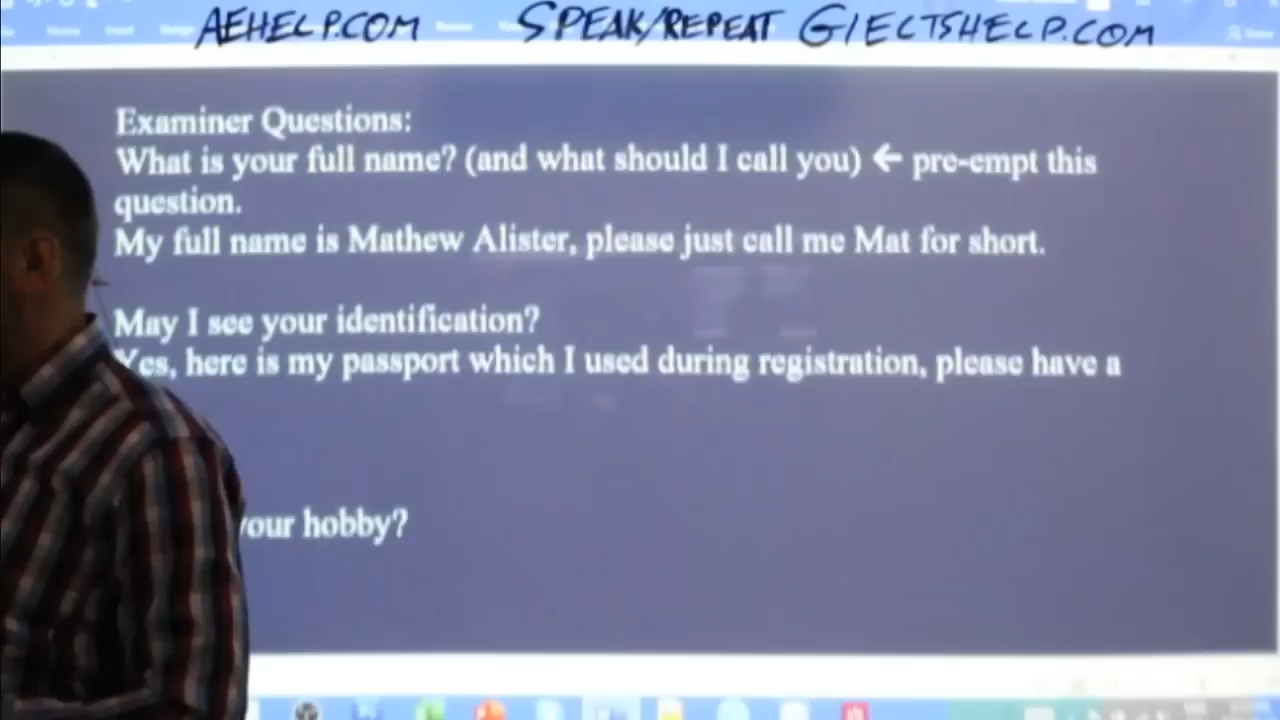 AEHELP.COM SPEAK/REPEAT GIELTSHELP.COM
Examiner Questions:
What is your full name? (and what should I call you) ← pre-empt this
question.
My full name is Mathew Alister, please just call me Mat for short.
May I see your identification?
Yes, here is my passport which I used during registration, please have a
your hobby?